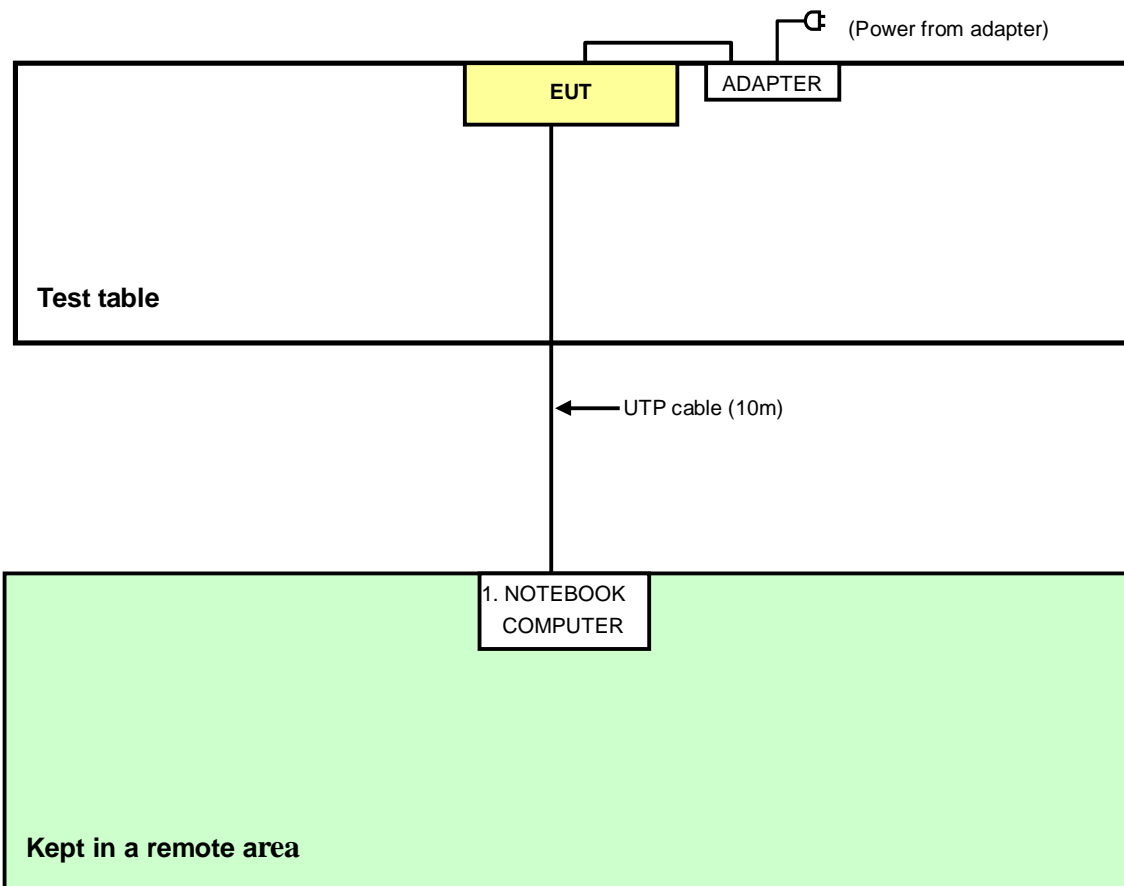 (Power from adapter)
EUT
ADAPTER
Test table
UTP cable (10m)
1. NOTEBOOK
COMPUTER
Kept in a remote area